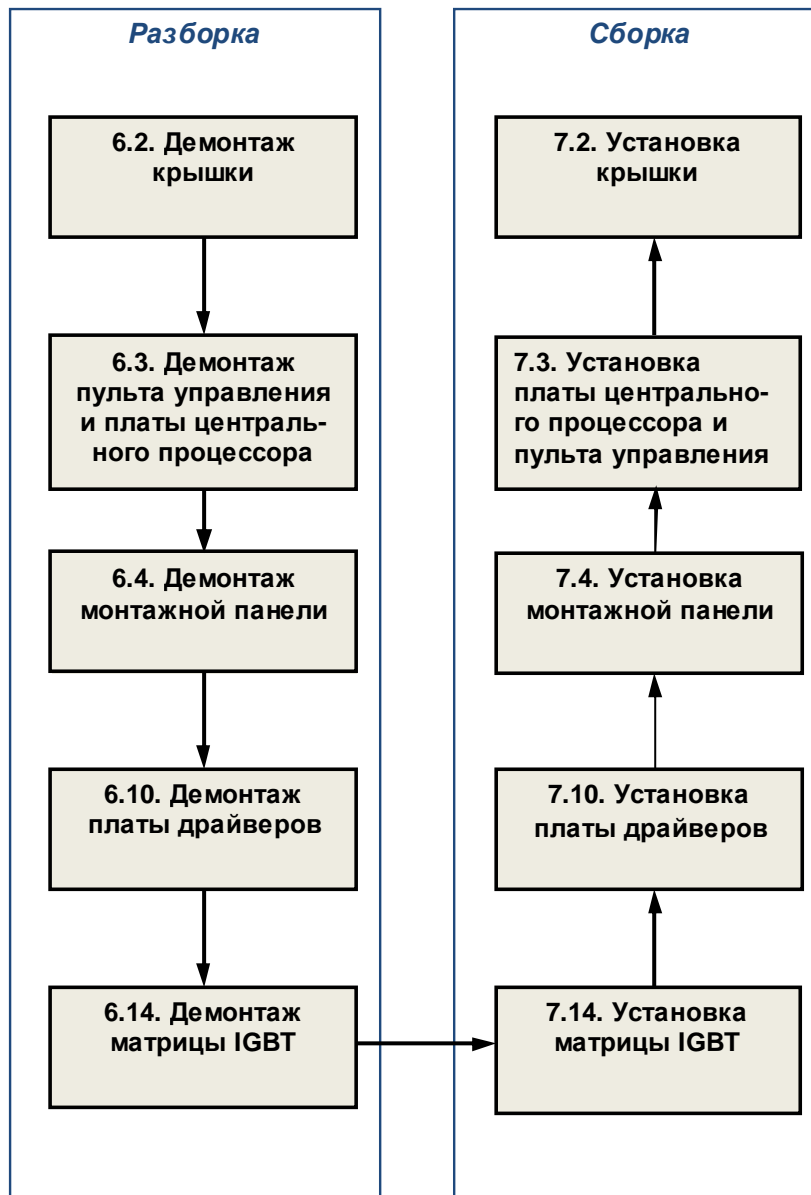 Разборка
6.2. Демонтаж
крышки
6.3. Демонтаж
пульта управления
и платы централь-
ного процессора
6.4. Демонтаж
монтажной панели
6.10. Демонтаж
платы драйверов
6.14. Демонтаж
матрицы IGBT
Сборка
7.2. Установка
крышки
7.3. Установка
платы центрально-
го процессора и
пульта управления
7.4. Установка
монтажной панели
7.10. Установка
платы драйверов
7.14. Установка
матрицы IGBT